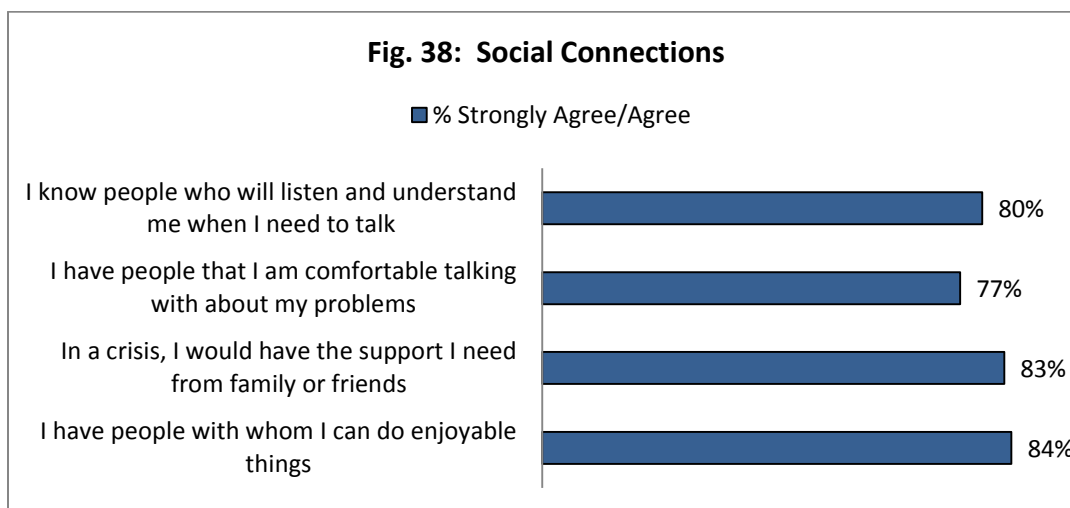 Fig. 38:  Social Connections
% Strongly Agree/Agree
I know people who will listen and understand
me when I need to talk
80%
I have people that I am comfortable talking
with about my problems
77%
In a crisis, I would have the support I need
from family or friends
83%
I have people with whom I can do enjoyable
things
84%